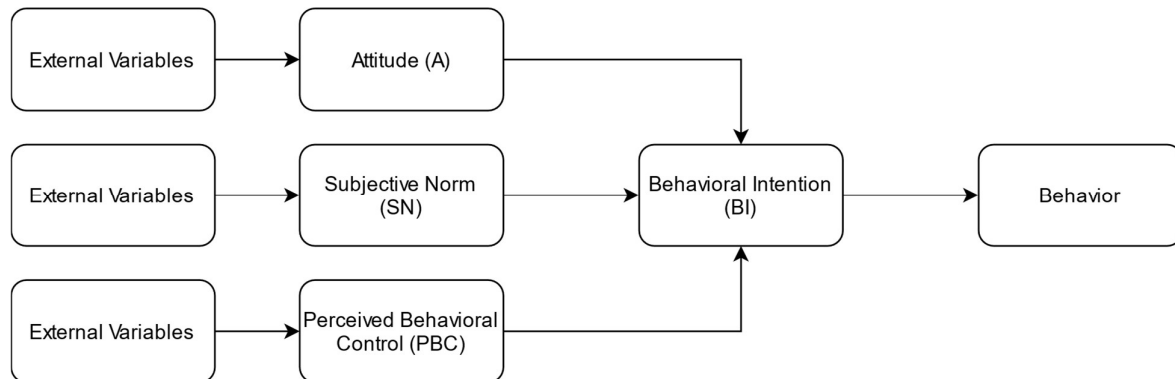 External Variables
Attitude (A)
External Variables
Subjective Norm
(SN)
Behavioral Intention
(BI)
Behavior
External Variables
Perceived Behavioral
Control (PBC)